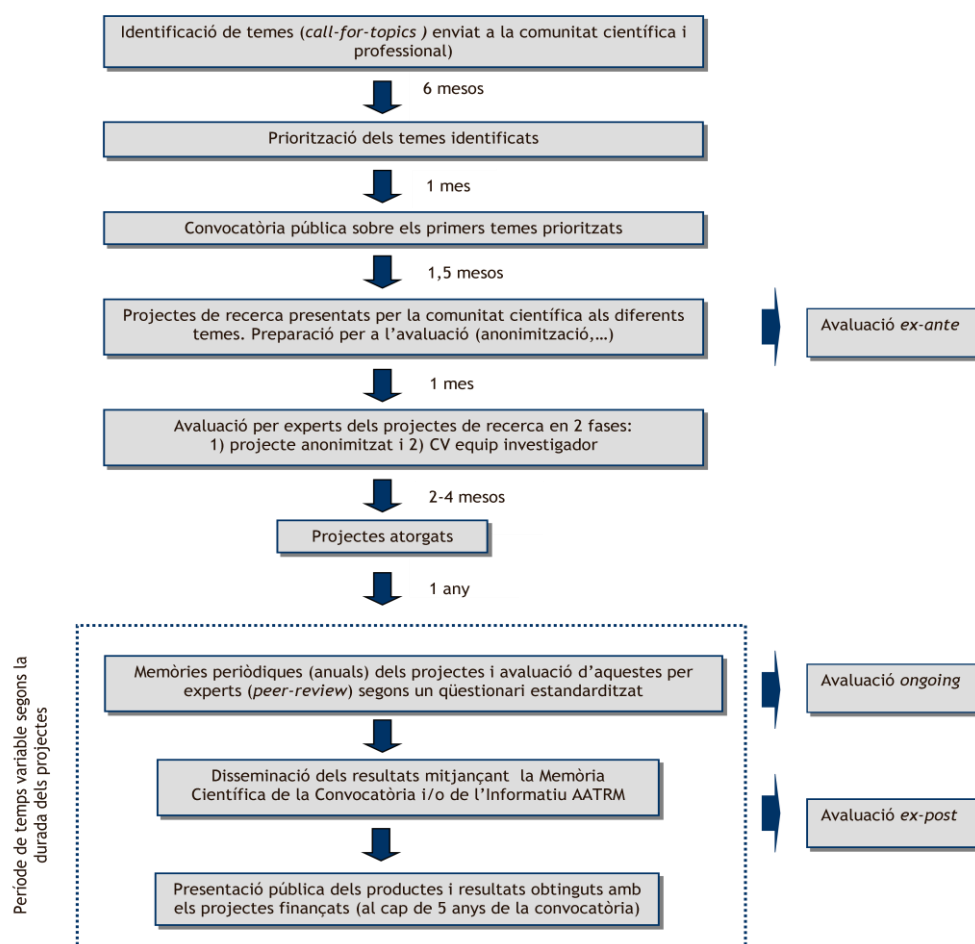 Identificació de temes (call-for-topics ) enviat a la comunitat científica i
professional)
6 mesos
Priorització dels temes identificats
1 mes
Convocatòria pública sobre els primers temes prioritzats
1,5 mesos
Projectes de recerca presentats per la comunitat científica als diferents
temes. Preparació per a l’avaluació (anonimització,…)
Avaluació ex-ante
1 mes
Avaluació per experts dels projectes de recerca en 2 fases:
1) projecte anonimitzat i 2) CV equip investigador
2-4 mesos
Projectes atorgats
1 any
Període de temps variable segons la
durada dels projectes
Memòries periòdiques (anuals) dels projectes i avaluació d’aquestes per
experts (peer-review) segons un qüestionari estandarditzat
Avaluació ongoing
Disseminació dels resultats mitjançant la Memòria
Científica de la Convocatòria i/o de l’Informatiu AATRM
Avaluació ex-post
Presentació pública dels productes i resultats obtinguts amb
els projectes finançats (al cap de 5 anys de la convocatòria)